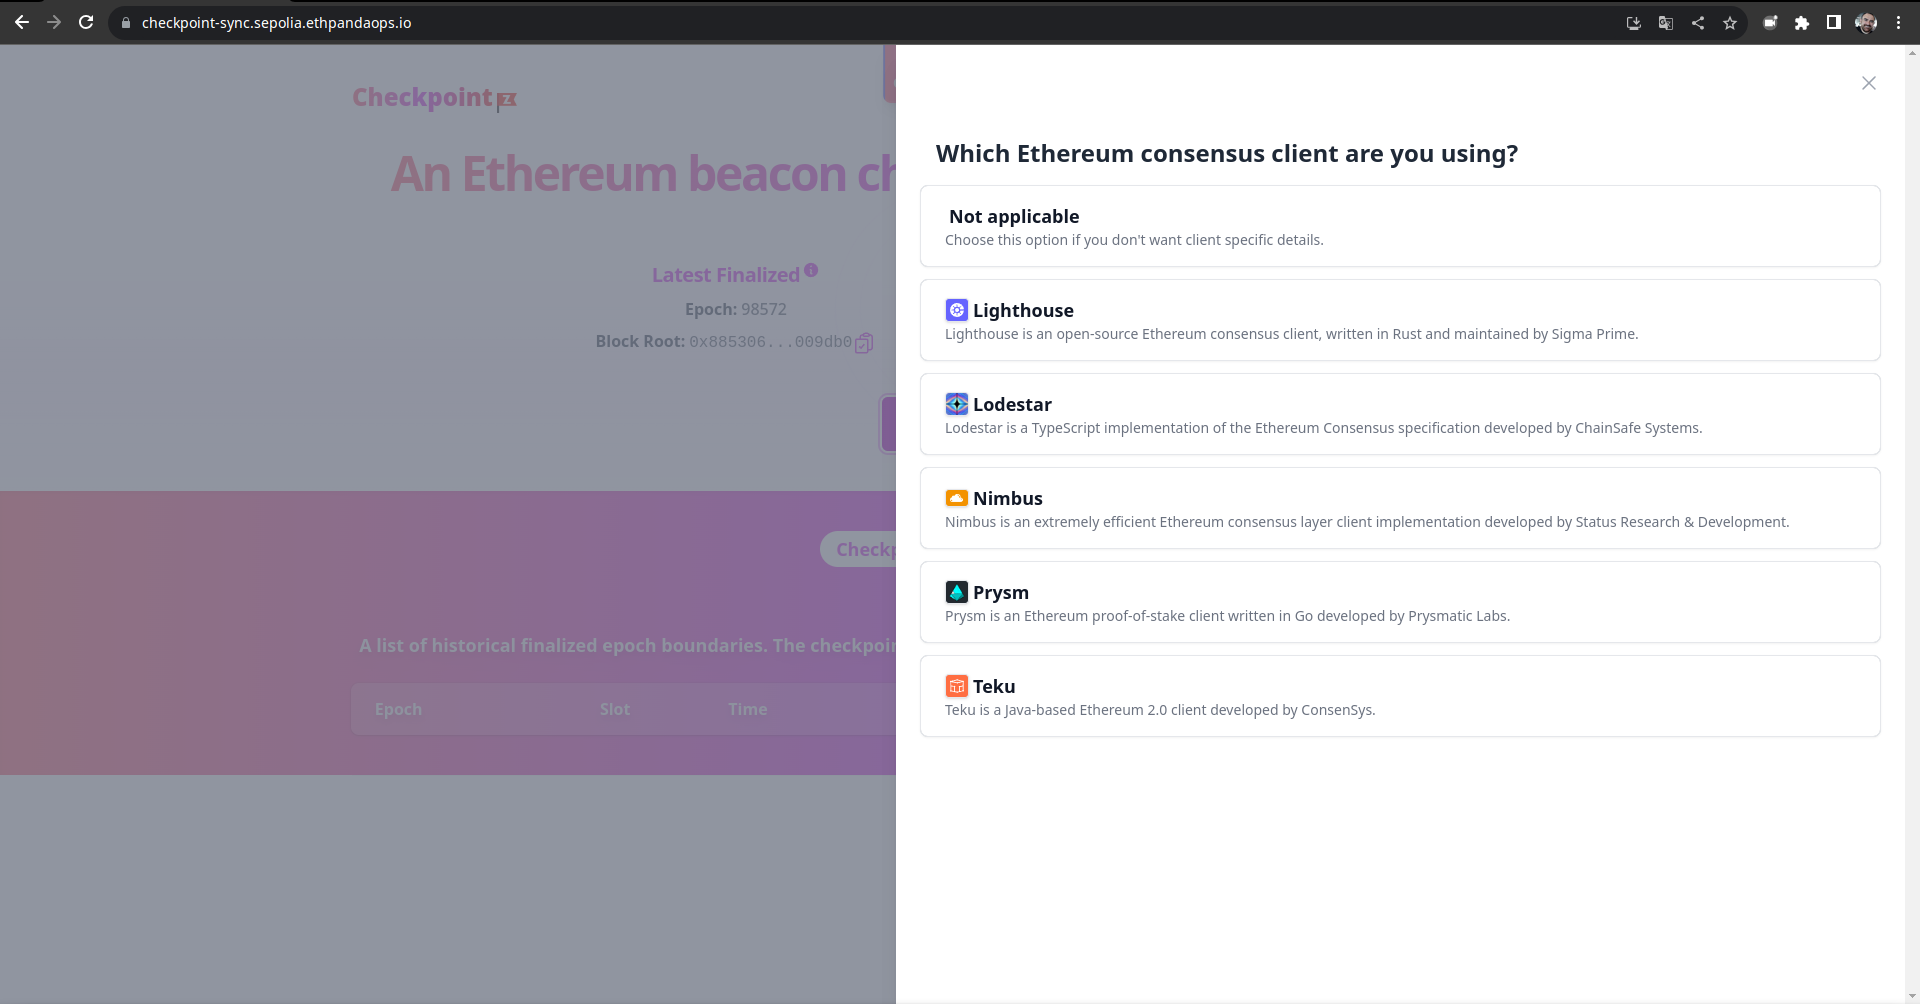 checkpoint-sync.sepolia.ethpandaops.io
Checkpoint
An Ethereum beacon
Latest Finalized
Epoch: 98572
Block Root: 0x885306...009db0
A list of historical finalized epoch boundaries. The
Epoch Slot Time
Which Ethereum consensus client are you using?
Not applicable
Choose this option if you don't want client specific details.
Lighthouse
Lighthouse is an open-source Ethereum consensus client, written in Rust and maintained by Sigma Prime.
Lodestar
Lodestar is a TypeScript implementation of the Ethereum Consensus specification developed by ChainSafe Systems.
Nimbus
Nimbus is an extremely efficient Ethereum consensus layer client implementation developed by Status Research & Development.
Prysm
Prysm is an Ethereum proof-of-stake client written in Go developed by Prysmatic Labs.
Teku
Teku is a Java-based Ethereum 2.0 client developed by ConsenSys.